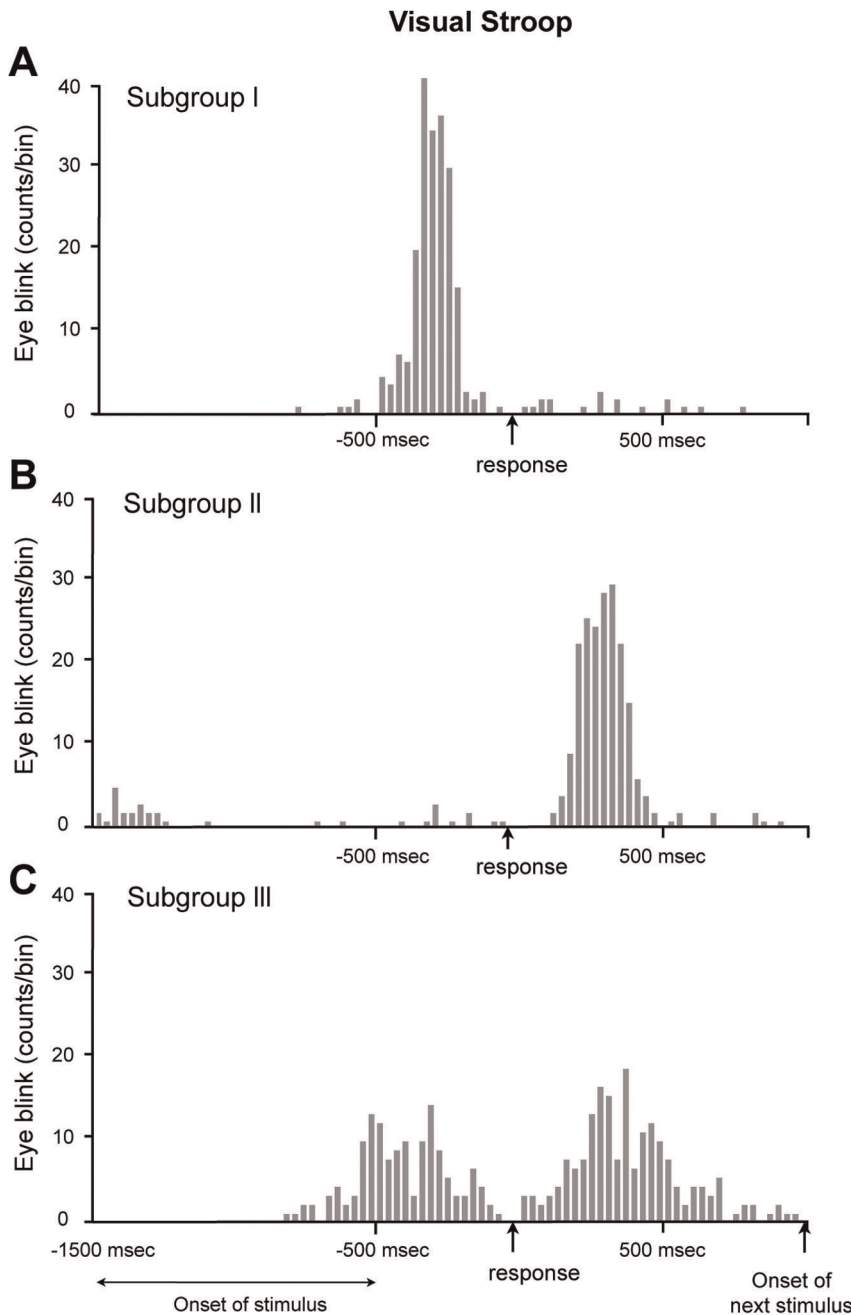 Visual Stroop
A
Subgroup I
Eye blink (counts/bin)
40
30
20
10
0
-500 msec
response
500 msec
B
Subgroup II
Eye blink (counts/bin)
40
30
20
10
0
-500 msec
response
500 msec
C
Subgroup III
Eye blink (counts/bin)
40
30
20
10
0
-1500 msec
-500 msec
response
500 msec
Onset of stimulus
Onset of
next stimulus